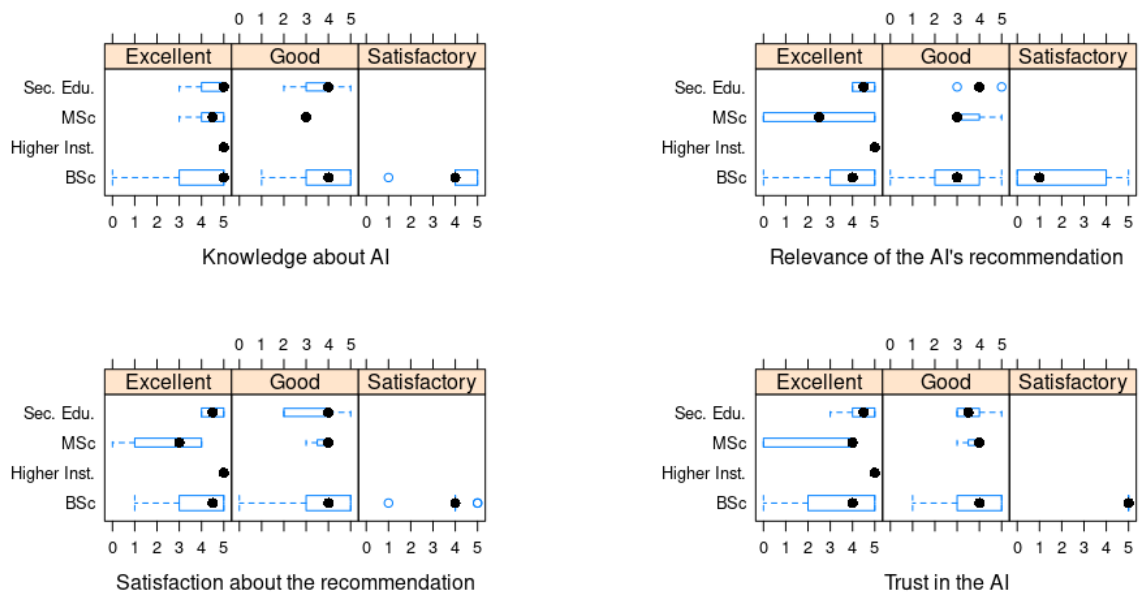 0 1 2 3 4 5
Excellent Good Satisfactory
Sec. Edu.
MSc
Higher Inst.
BSc
0 1 2 3 4 5 0 1 2 3 4 5
Knowledge about AI
0 1 2 3 4 5
Excellent Good Satisfactory
Sec. Edu.
MSc
Higher Inst.
BSc
0 1 2 3 4 5 0 1 2 3 4 5
Relevance of the AI's recommendation
0 1 2 3 4 5
Excellent Good Satisfactory
Sec. Edu.
MSc
Higher Inst.
BSc
0 1 2 3 4 5 0 1 2 3 4 5
Satisfaction about the recommendation
0 1 2 3 4 5
Excellent Good Satisfactory
Sec. Edu.
MSc
Higher Inst.
BSc
0 1 2 3 4 5 0 1 2 3 4 5
Trust in the AI